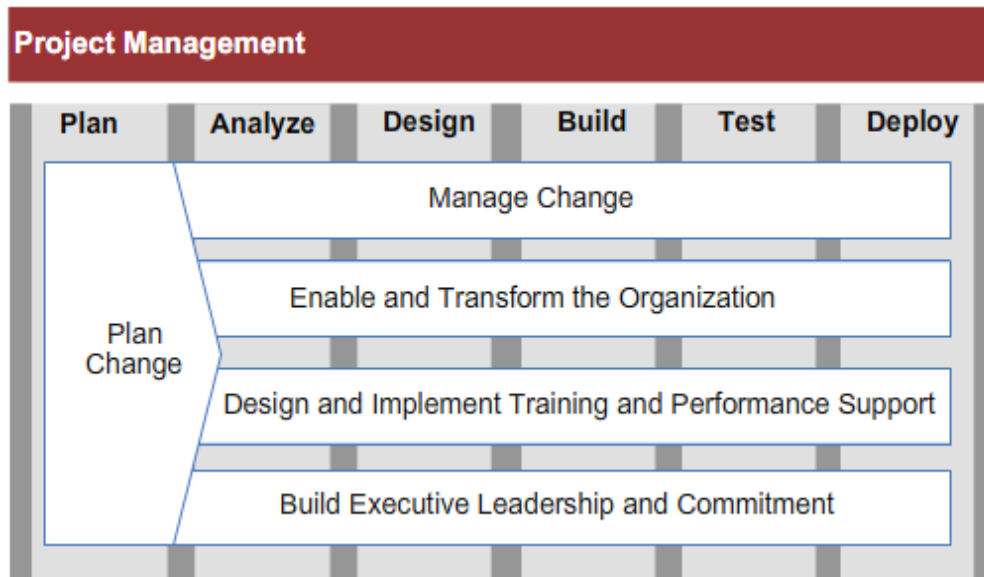 Project Management
Plan Analyze Design Build Test Deploy
Manage Change
Enable and Transform the Organization
Plan
Change
Design and Implement Training and Performance Support
Build Executive Leadership and Commitment